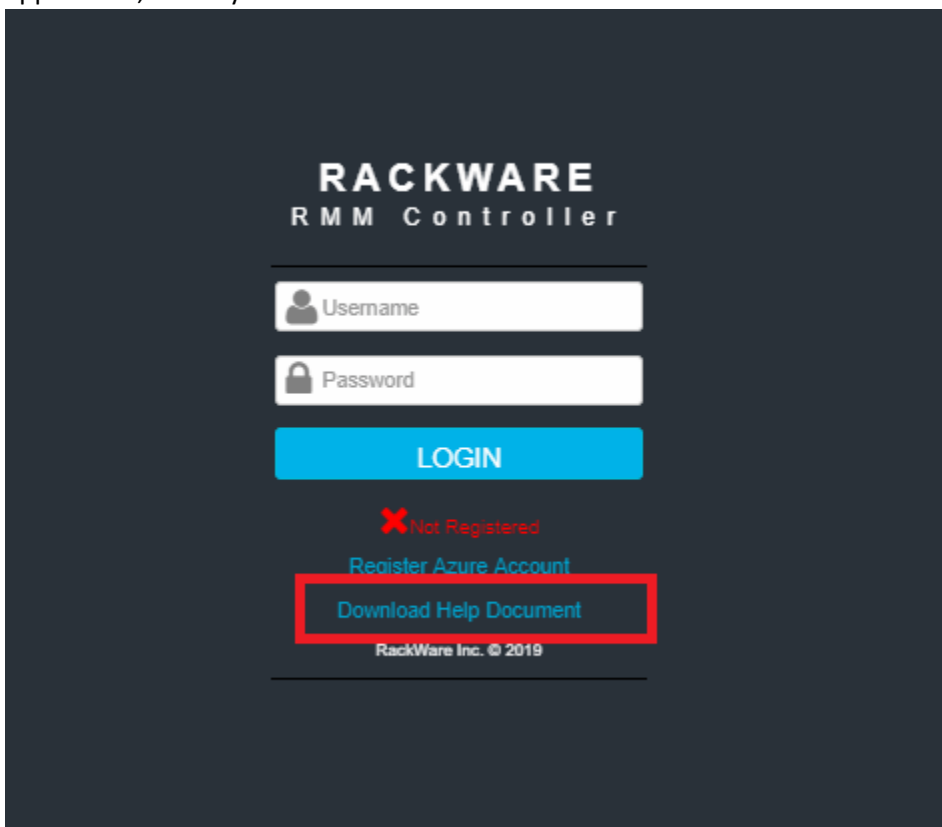 RACKWARE
RMM Controller
Username
Password
LOGIN
Not Registered
Register Azure Account
Download Help Document
RackWare Inc. © 2019